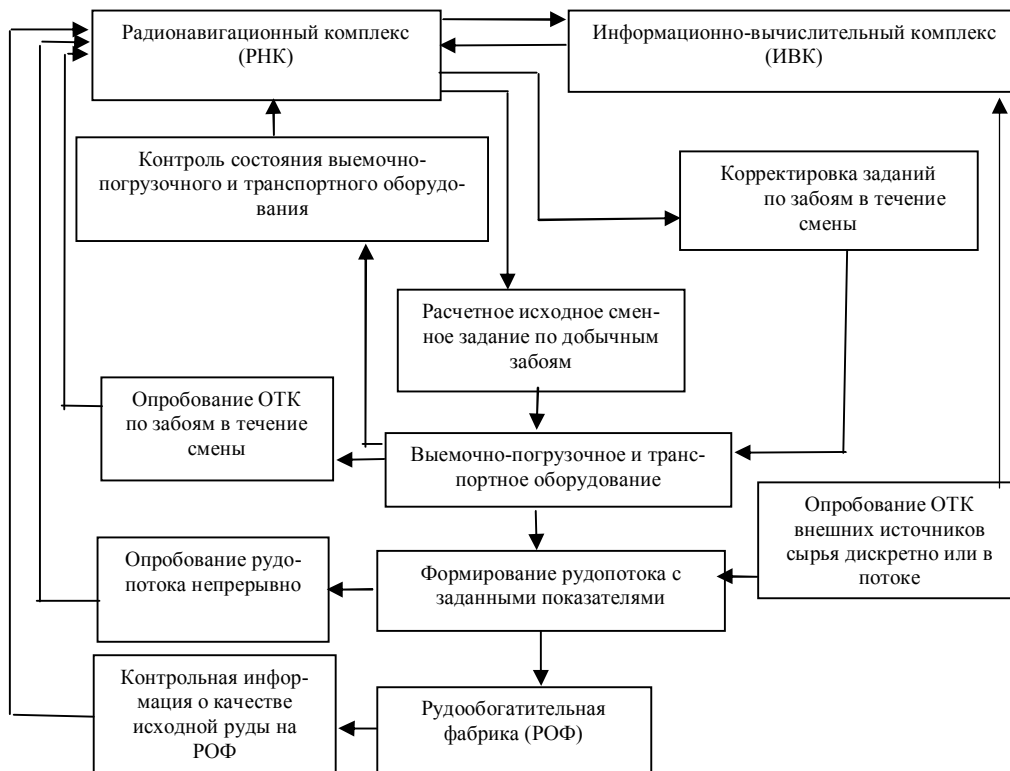 Радионавигационный комплекс
(РНК)
Информационно-вычислительный комплекс
(ИВК)
Контроль состояния выемочно-
погрузочного и транспортного оборудо-
вания
Корректировка заданий
по забоям в течение
смены
Расчетное исходное смен-
ное задание по добычным
забоям
Опробование ОТК
по забоям в течение
смены
Выемочно-погрузочное и транс-
портное оборудование
Опробование ОТК
внешних источников
сырья дискретно или в
потоке
Опробование рудо-
потока непрерывно
Формирование рудопотока с
заданными показателями
Контрольная инфор-
мация о качестве
исходной руды на
РОФ
Рудообогатительная
фабрика (РОФ)